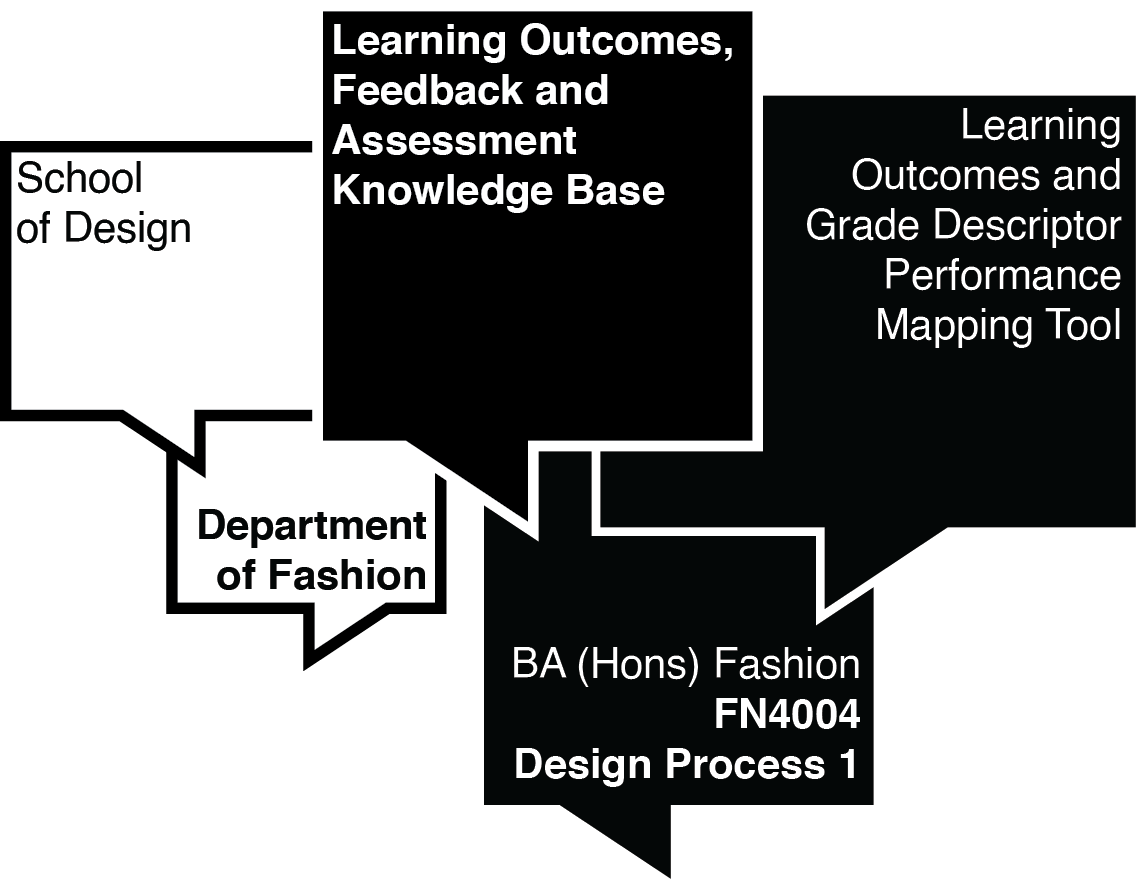 School
of Design
Learning Outcomes,
Feedback and
Assessment
Knowledge Base
Learning
Outcomes and
Grade Descriptor
Performance
Mapping Tool
Department
of Fashion
BA (Hons) Fashion
FN4004
Design Process 1